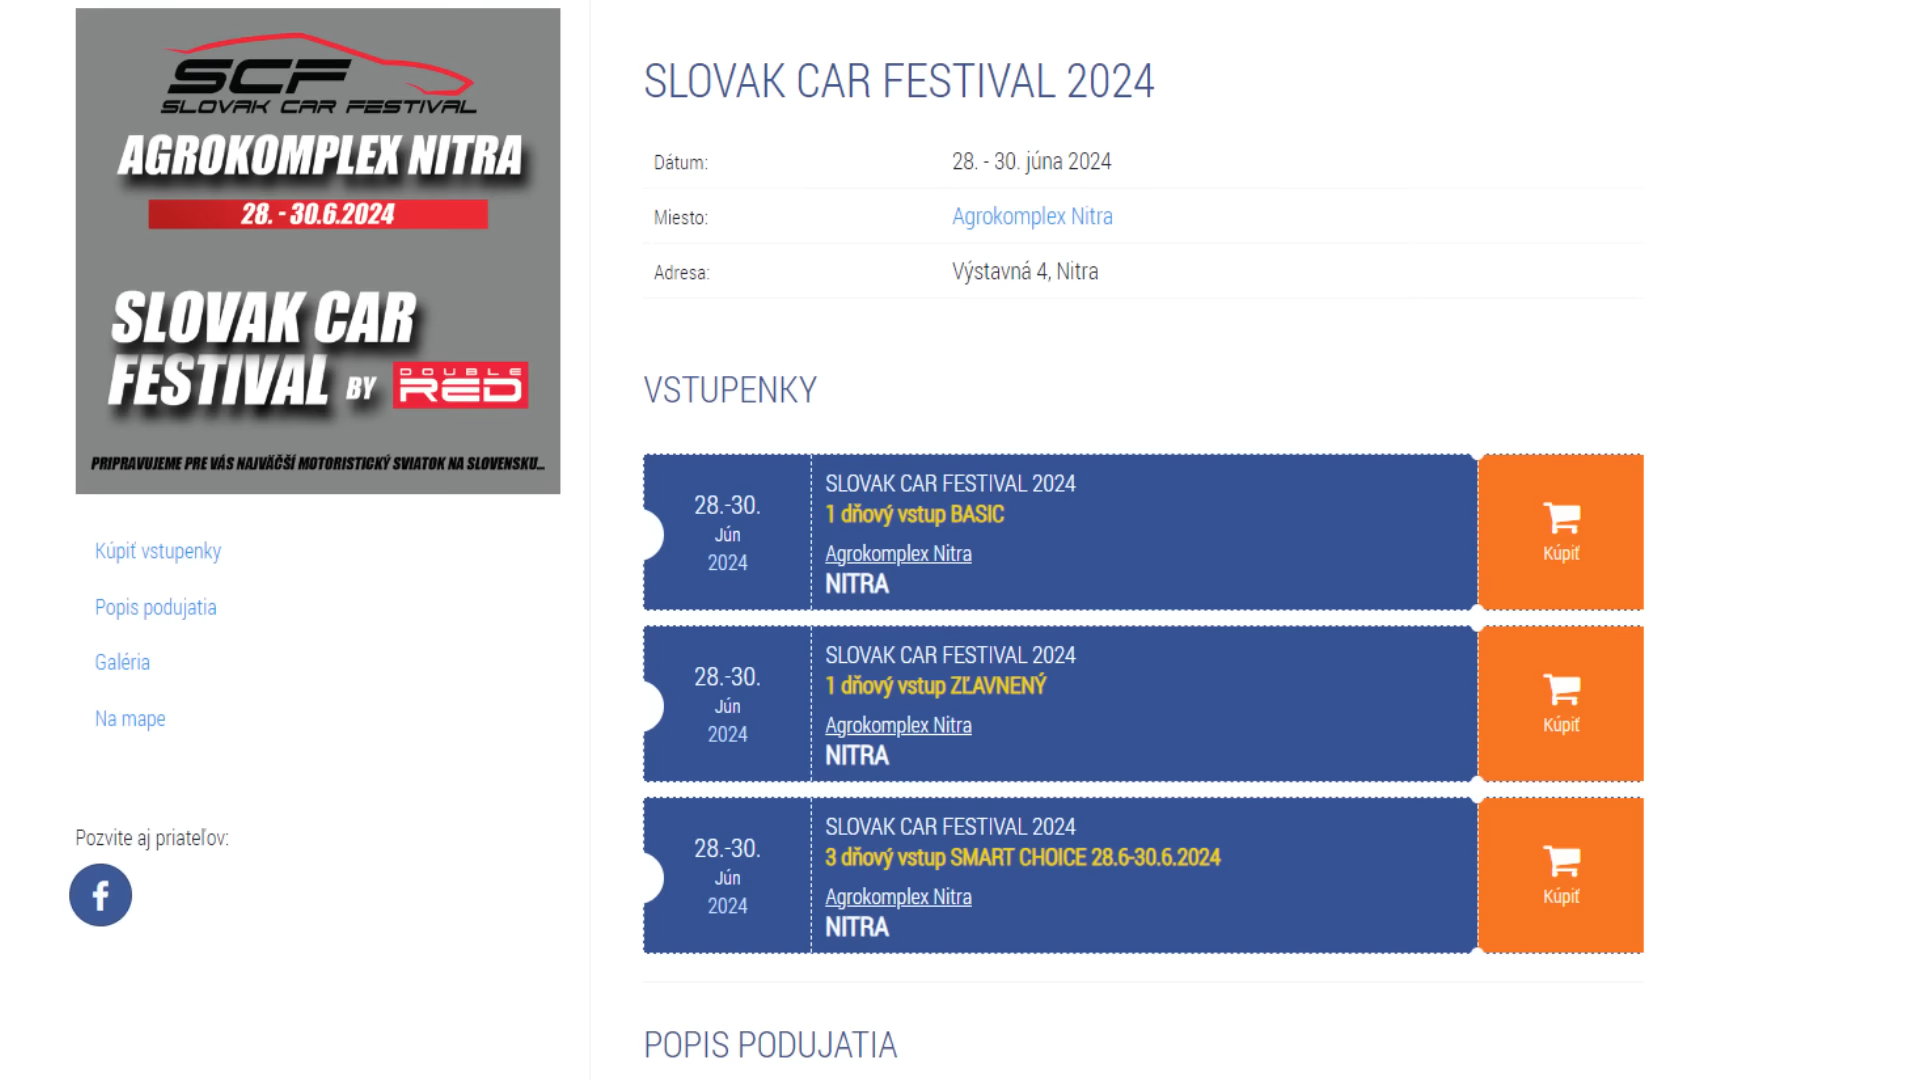 SCF
SLOVAK CAR FESTIVAL
AGROKOMPLEX NITRA
28. - 30.6.2024
SLOVAK CAR
FESTIVAL BY DOUBLE RED
PRIPRAVUJEME PRE VÁS NAJVÄČŠÍ MOTORISTICKÝ SVIATOK NA SLOVENSKU...
Kúpiť vstupenky
Popis podujatia
Galéria
Na mape
Pozvite aj priateľov:
SLOVAK CAR FESTIVAL 2024
Dátum: 28. - 30. júna 2024
Miesto: Agrokomplex Nitra
Adresa: Výstavná 4, Nitra
VSTUPENKY
28.-30.
Jún
2024
SLOVAK CAR FESTIVAL 2024
1 dňový vstup BASIC
Agrokomplex Nitra
NITRA
Kúpiť
28.-30.
Jún
2024
SLOVAK CAR FESTIVAL 2024
1 dňový vstup ZĽAVNENÝ
Agrokomplex Nitra
NITRA
Kúpiť
28.-30.
Jún
2024
SLOVAK CAR FESTIVAL 2024
3 dňový vstup SMART CHOICE 28.6-30.6.2024
Agrokomplex Nitra
NITRA
Kúpiť
POPIS PODUJATIA